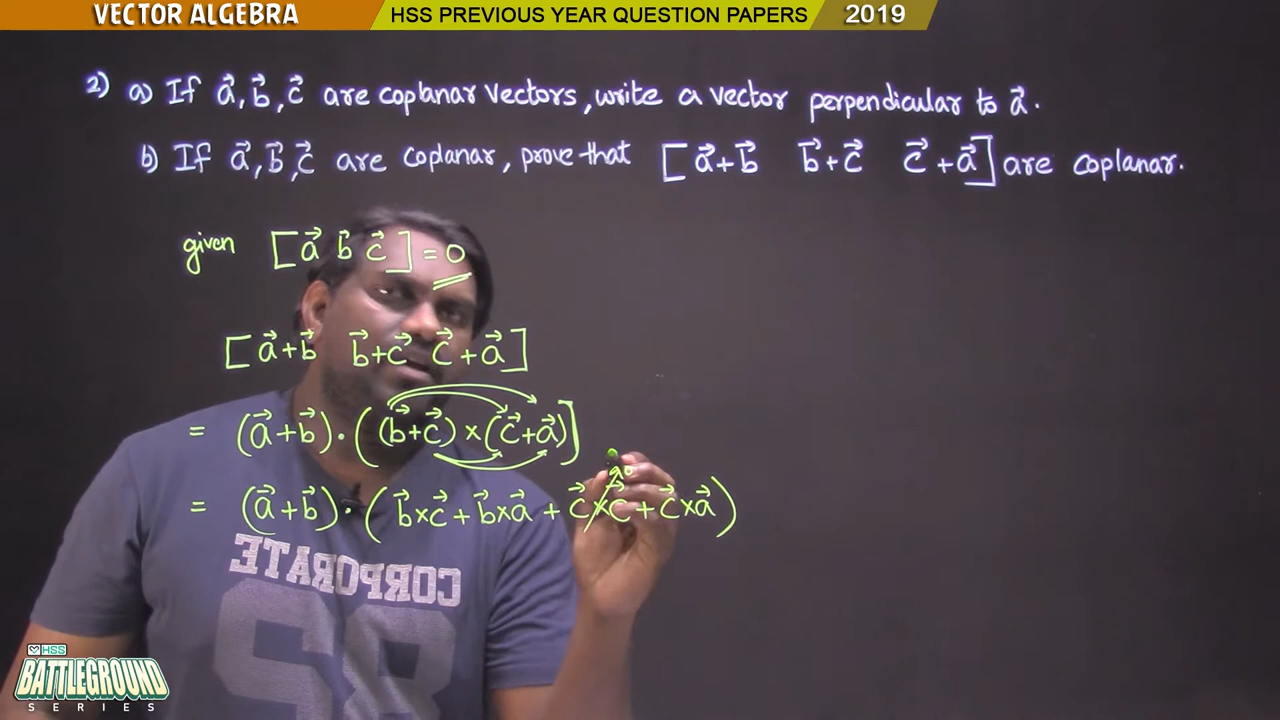 VECTOR ALGEBRA HSS PREVIOUS YEAR QUESTION PAPERS 2019
2) a) If a⃗, b⃗, c⃗ are coplanar vectors, write a vector perpendicular to a⃗.
b) If a⃗, b⃗, c⃗ are coplanar, prove that [a⃗+b⃗ b⃗+c⃗ c⃗+a⃗] are coplanar.
given [a⃗ b⃗ c⃗] = 0
[a⃗+b⃗ b⃗+c⃗ c⃗+a⃗]
= (a⃗+b⃗)·((b⃗+c⃗)×(c⃗+a⃗)]
= (a⃗+b⃗)·(b⃗×c⃗ + b⃗×a⃗ + c⃗×c⃗ + c⃗×a⃗)
0
CORPORATE
82
HSS
BATTLEGROUND
SERIES